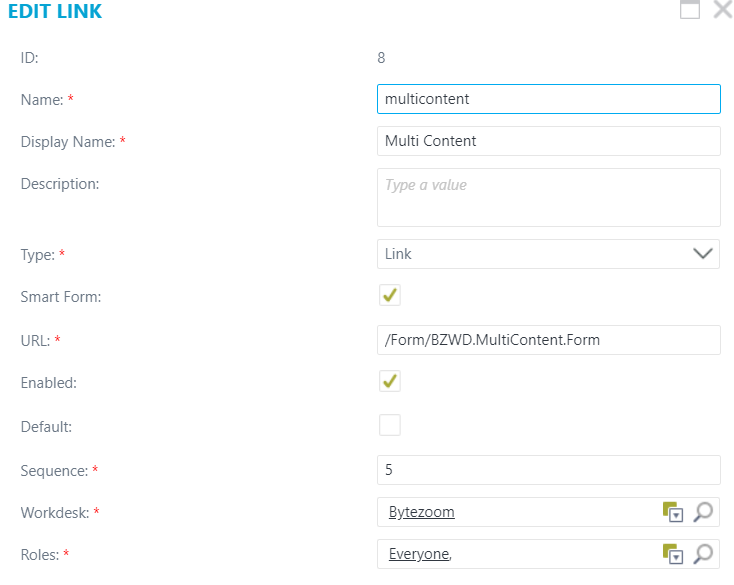 EDIT LINK
ID: 8
Name: * multicontent
Display Name: * Multi Content
Description: Type a value
Type: * Link
Smart Form:
URL: * /Form/BZWD.MultiContent.Form
Enabled:
Default:
Sequence: * 5
Workdesk: * Bytezoom
Roles: * Everyone,